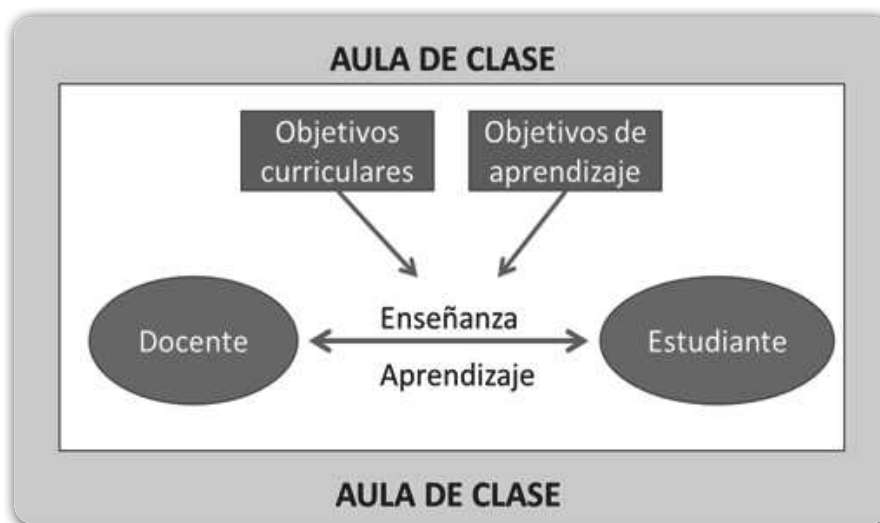 AULA DE CLASE
Objetivos
curriculares
Objetivos de
aprendizaje
Docente
Enseñanza
Aprendizaje
Estudiante
AULA DE CLASE